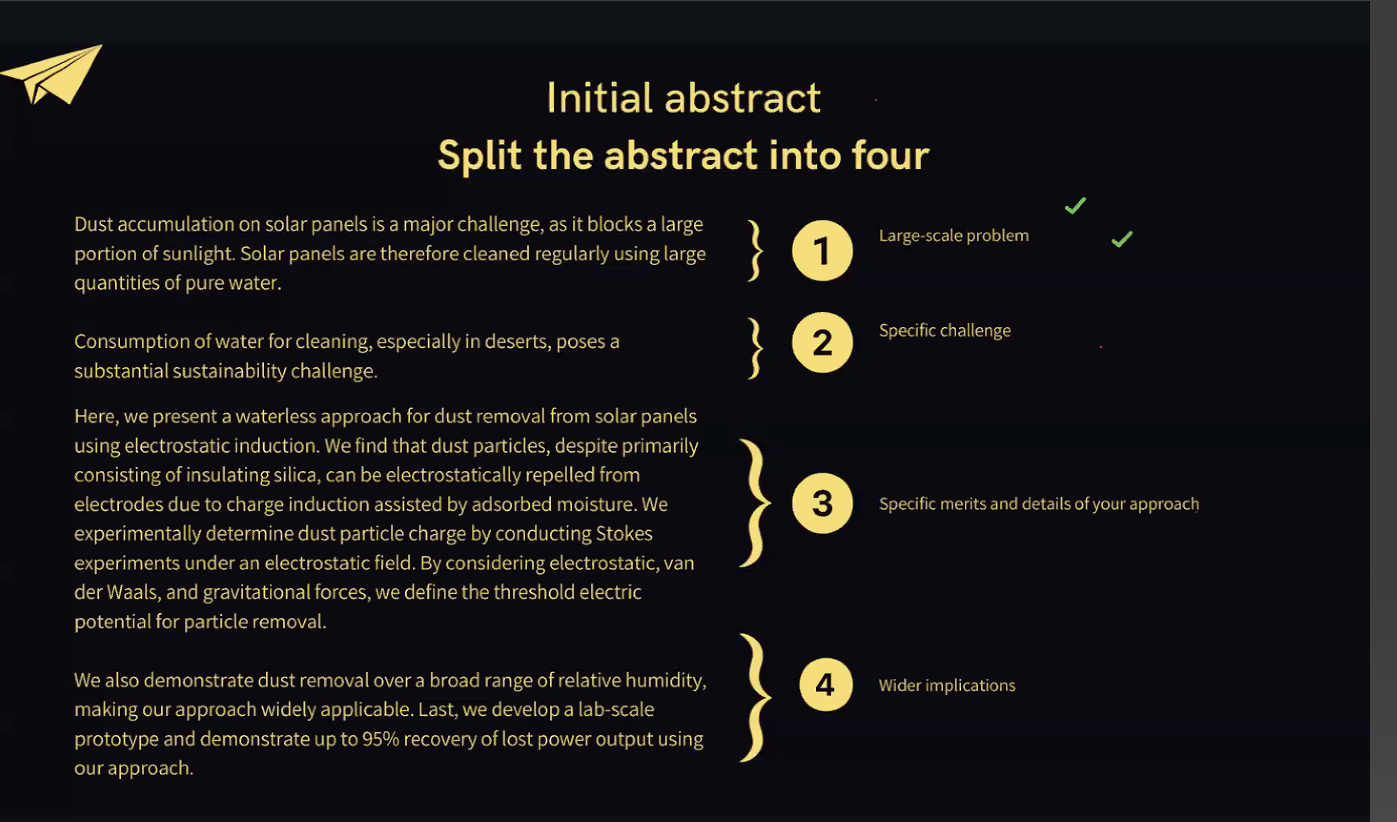 Initial abstract
Split the abstract into four
Dust accumulation on solar panels is a major challenge, as it blocks a large
portion of sunlight. Solar panels are therefore cleaned regularly using large
quantities of pure water.
1
Large-scale problem
Consumption of water for cleaning, especially in deserts, poses a
substantial sustainability challenge.
2
Specific challenge
Here, we present a waterless approach for dust removal from solar panels
using electrostatic induction. We find that dust particles, despite primarily
consisting of insulating silica, can be electrostatically repelled from
electrodes due to charge induction assisted by adsorbed moisture. We
experimentally determine dust particle charge by conducting Stokes
experiments under an electrostatic field. By considering electrostatic, van
der Waals, and gravitational forces, we define the threshold electric
potential for particle removal.
3
Specific merits and details of your approach
We also demonstrate dust removal over a broad range of relative humidity,
making our approach widely applicable. Last, we develop a lab-scale
prototype and demonstrate up to 95% recovery of lost power output using
our approach.
4
Wider implications